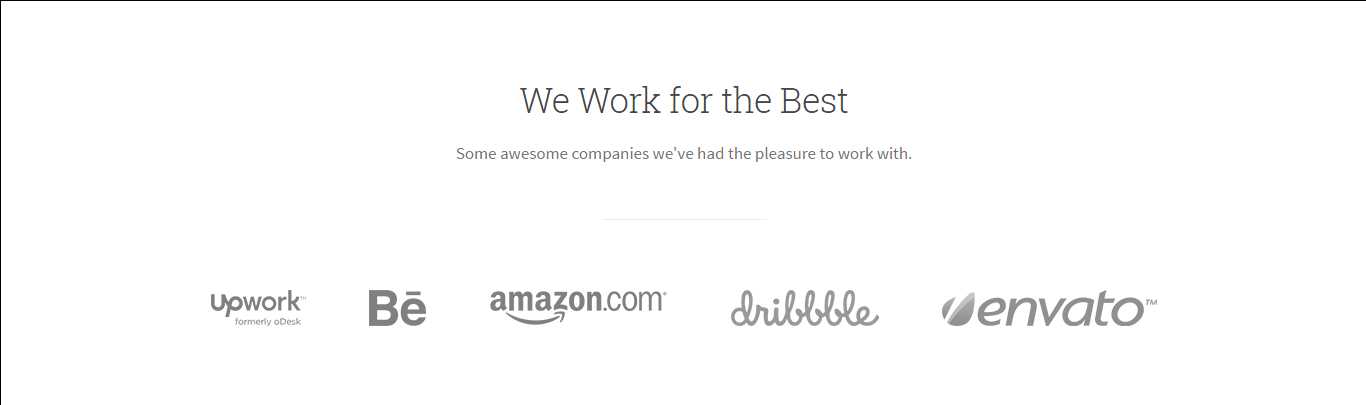 We Work for the Best
Some awesome companies we've had the pleasure to work with.
Upwork™
formerly oDesk
Bē
amazon.com®
dribbble
envato™